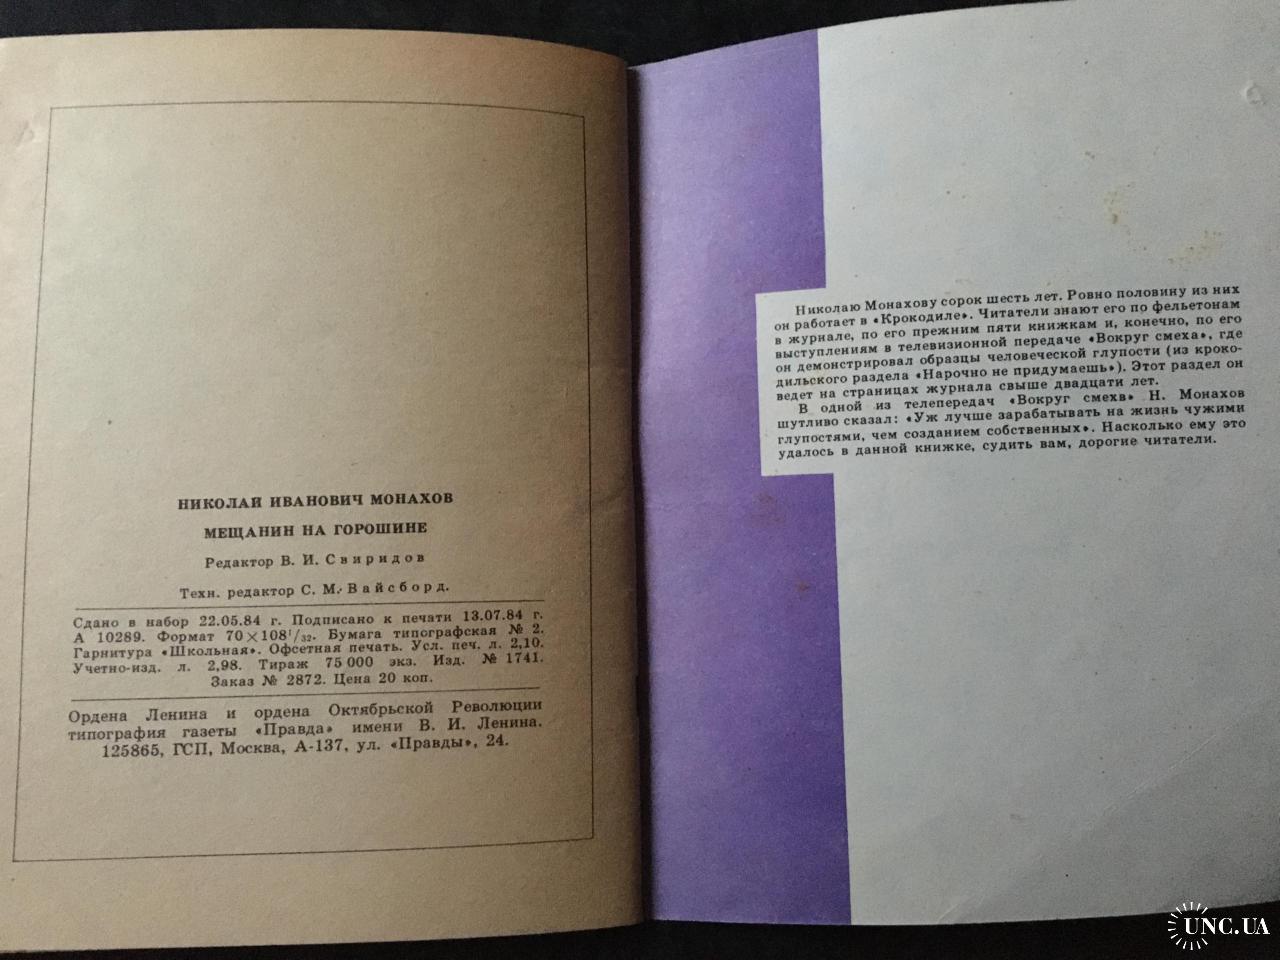 НИКОЛАЙ ИВАНОВИЧ МОНАХОВ
МЕЩАНИН НА ГОРОШИНЕ
Редактор В. И. Свиридов
Техн. редактор С. М. Вайсборд.
Сдано в набор 22.05.84 г. Подписано к печати 13.07.84 г.
А 10289. Формат 70×108¹/₃₂. Бумага типографская № 2.
Гарнитура «Школьная». Офсетная печать. Усл. печ. л. 2,10.
Учетно-изд. л. 2,98. Тираж 75 000 экз. Изд. № 1741.
Заказ № 2872. Цена 20 коп.
Ордена Ленина и ордена Октябрьской Революции
типография газеты «Правда» имени В. И. Ленина.
125865, ГСП, Москва, А-137, ул. «Правды», 24.
Николаю Монахову сорок шесть лет. Ровно половину из них
он работает в «Крокодиле». Читатели знают его по фельетонам
в журнале, по его прежним пяти книжкам и, конечно, по его
выступлениям в телевизионной передаче «Вокруг смеха», где
он демонстрировал образцы человеческой глупости (из кроко-
дильского раздела «Нарочно не придумаешь»). Этот раздел он
ведет на страницах журнала свыше двадцати лет.
В одной из телепередач «Вокруг смехв» Н. Монахов
шутливо сказал: «Уж лучше зарабатывать на жизнь чужими
глупостями, чем созданием собственных». Насколько ему это
удалось в данной книжке, судить вам, дорогие читатели.
UNC.UA